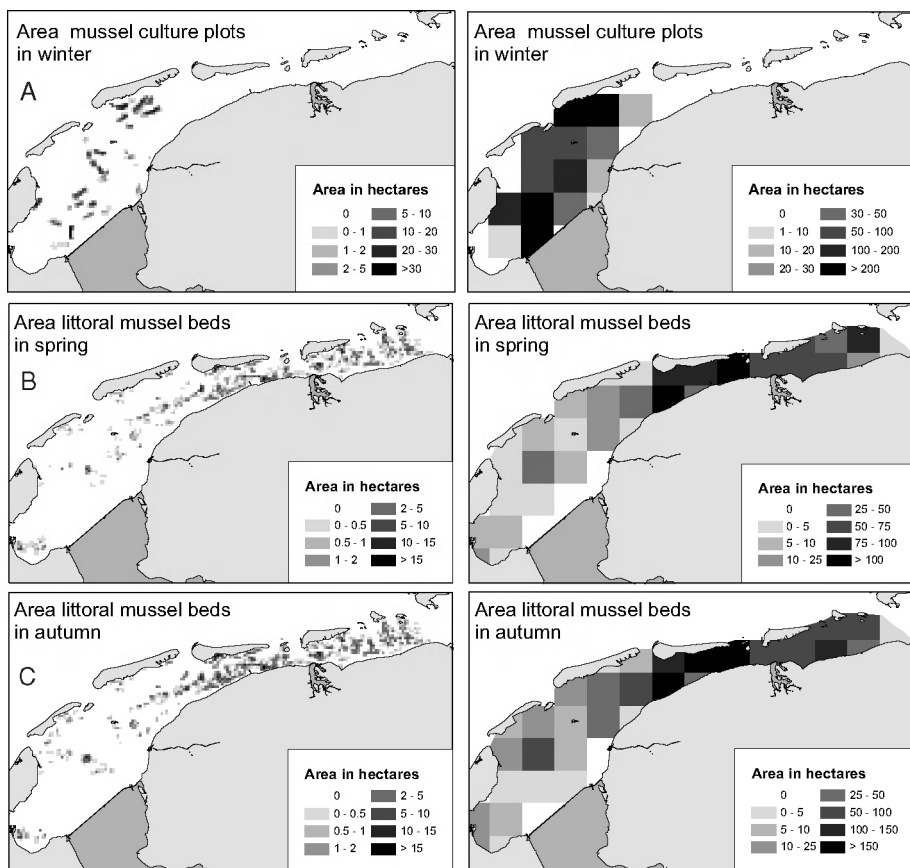 Area mussel culture plots
in winter
A
Area in hectares
0
0 - 1
1 - 2
2 - 5
5 - 10
10 - 20
20 - 30
>30
Area mussel culture plots
in winter
Area in hectares
0
1 - 10
10 - 20
20 - 30
30 - 50
50 - 100
100 - 200
> 200
Area littoral mussel beds
in spring
B
Area in hectares
0
0 - 0.5
0.5 - 1
1 - 2
2 - 5
5 - 10
10 - 15
> 15
Area littoral mussel beds
in spring
Area in hectares
0
0 - 5
5 - 10
10 - 25
25 - 50
50 - 75
75 - 100
> 100
Area littoral mussel beds
in autumn
C
Area in hectares
0
0 - 0.5
0.5 - 1
1 - 2
2 - 5
5 - 10
10 - 15
> 15
Area littoral mussel beds
in autumn
Area in hectares
0
0 - 5
5 - 10
10 - 25
25 - 50
50 - 100
100 - 150
> 150